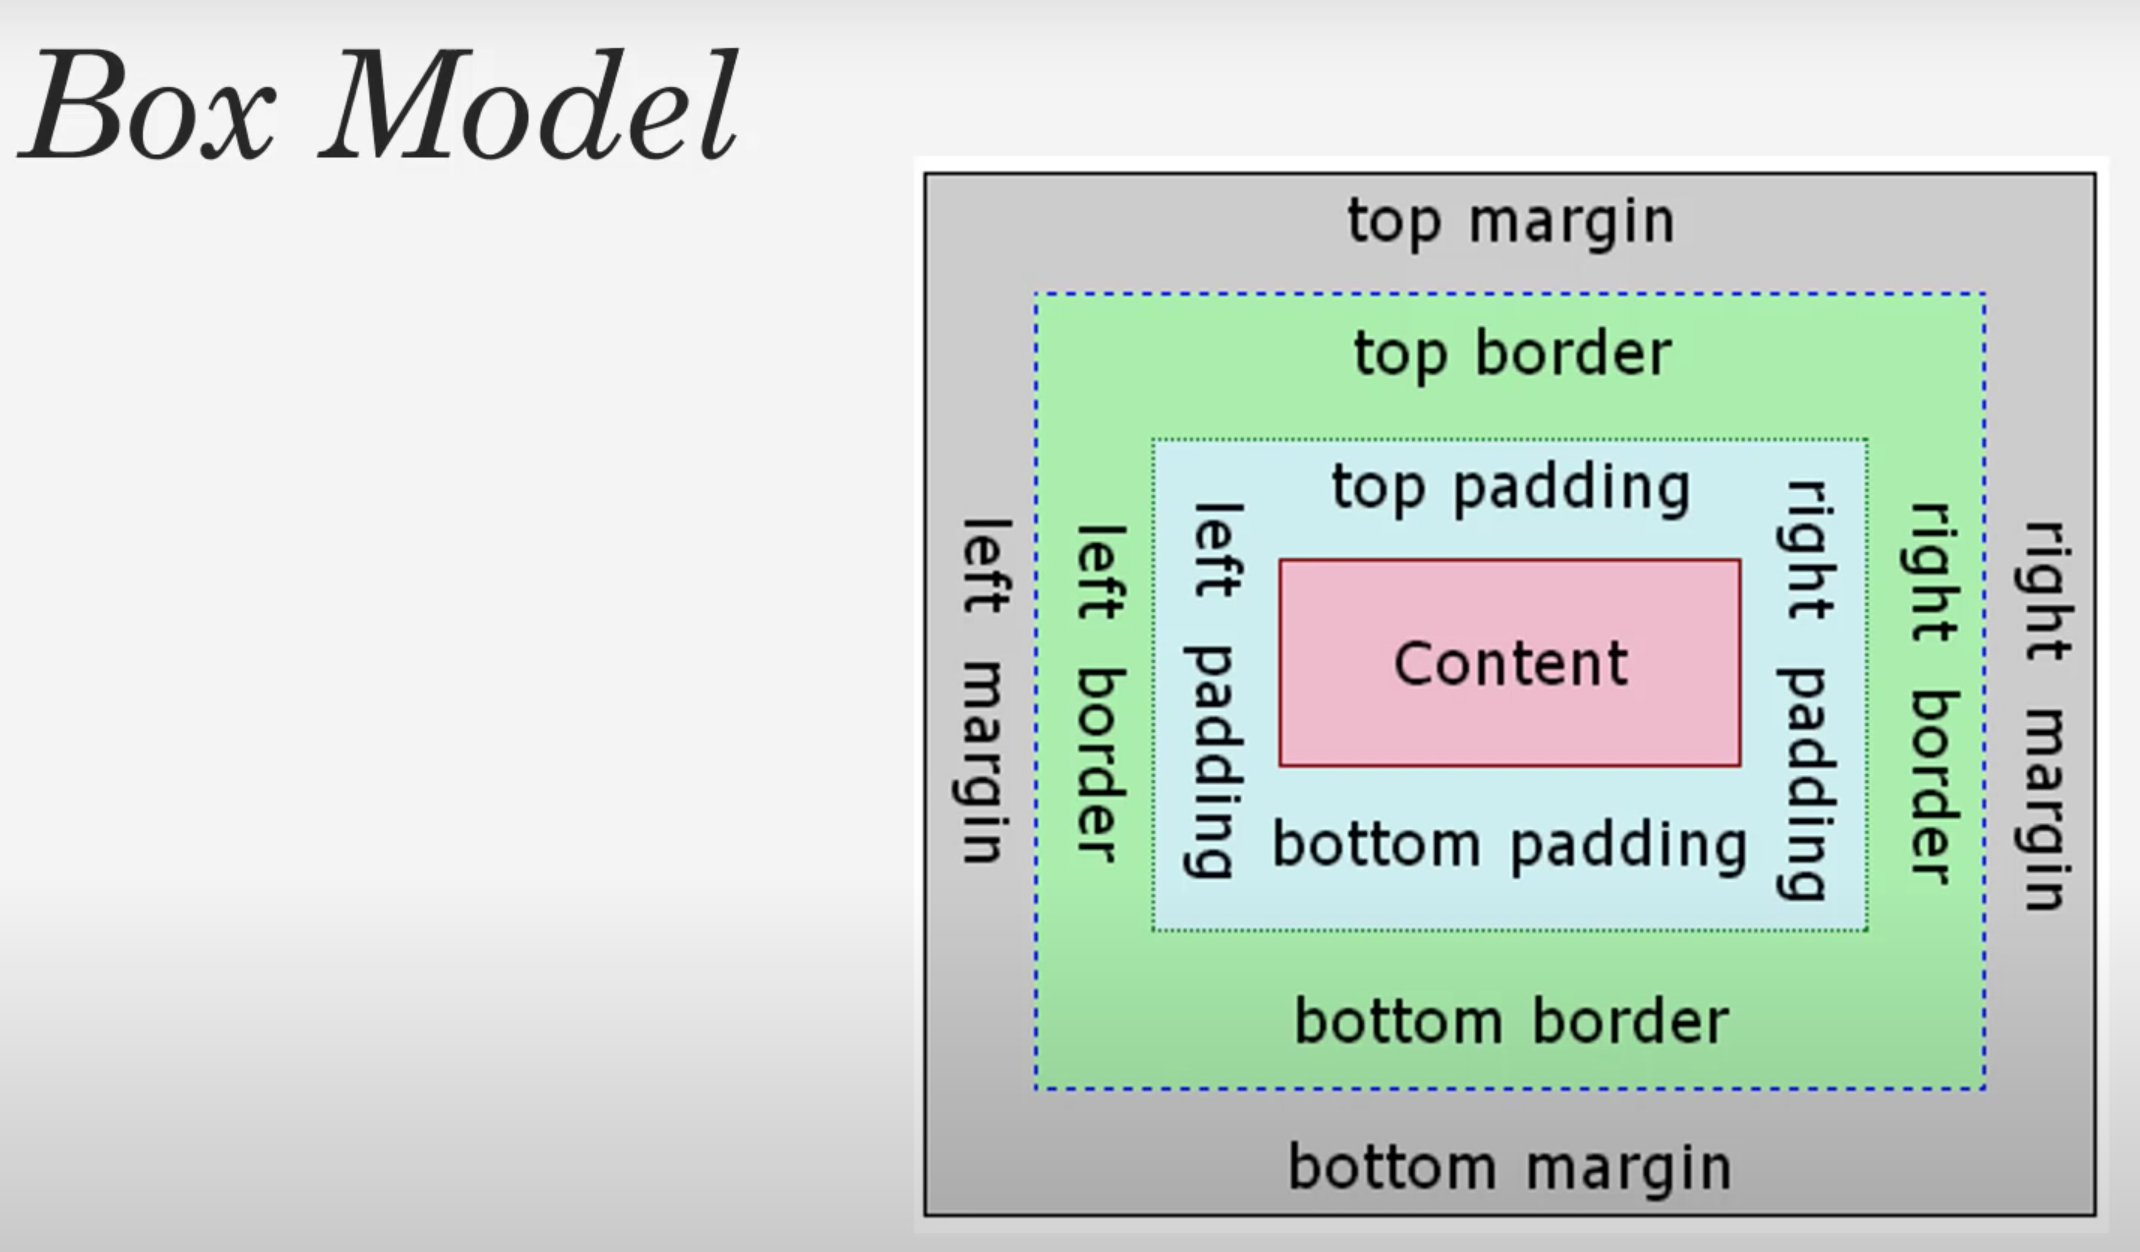 Box Model
top margin
top border
top padding
left margin
left border
left padding
Content
right padding
right border
right margin
bottom padding
bottom border
bottom margin